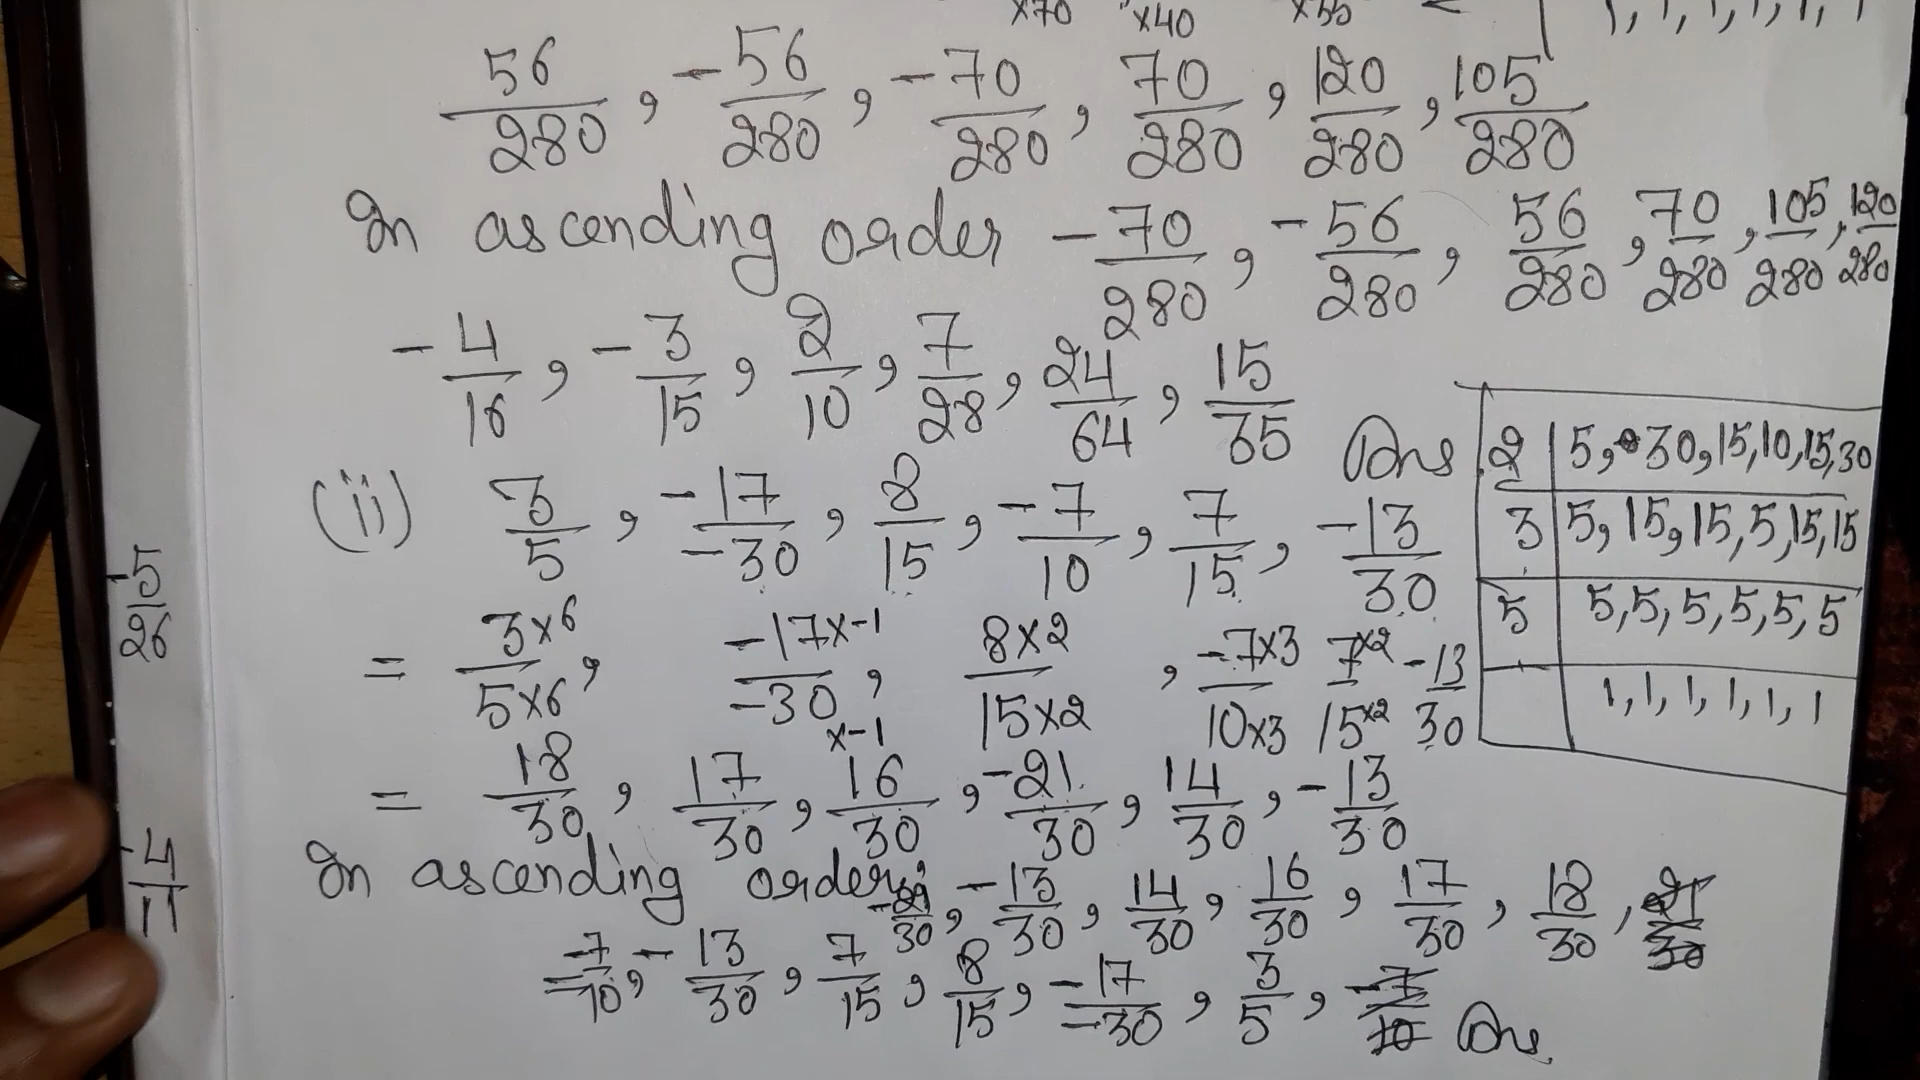 ×70 ×40 ×35
56/280, -56/280, -70/280, 70/280, 120/280, 105/280
In ascending order -70/280, -56/280, 56/280, 70/280, 105/280, 120/280
-4/16, -3/15, 2/10, 7/28, 24/64, 15/35 Ans
(ii) 3/5, -17/-30, 8/15, -7/10, 7/15, -13/30
= 3×6/5×6, -17×-1/-30×-1, 8×2/15×2, -7×3/10×3 7×2/15×2 -13/30
= 18/30, 17/30, 16/30, -21/30, 14/30, -13/30
In ascending order, -21/30, -13/30, 14/30, 16/30, 17/30, 18/30,
-7/10, -13/30, 7/15, 8/15, -17/-30, 3/5, Ans
2 | 5, 30, 15, 10, 15, 30
3 | 5, 15, 15, 5, 15, 15
5 | 5, 5, 5, 5, 5, 5
1, 1, 1, 1, 1, 1
-5/26
-4/11